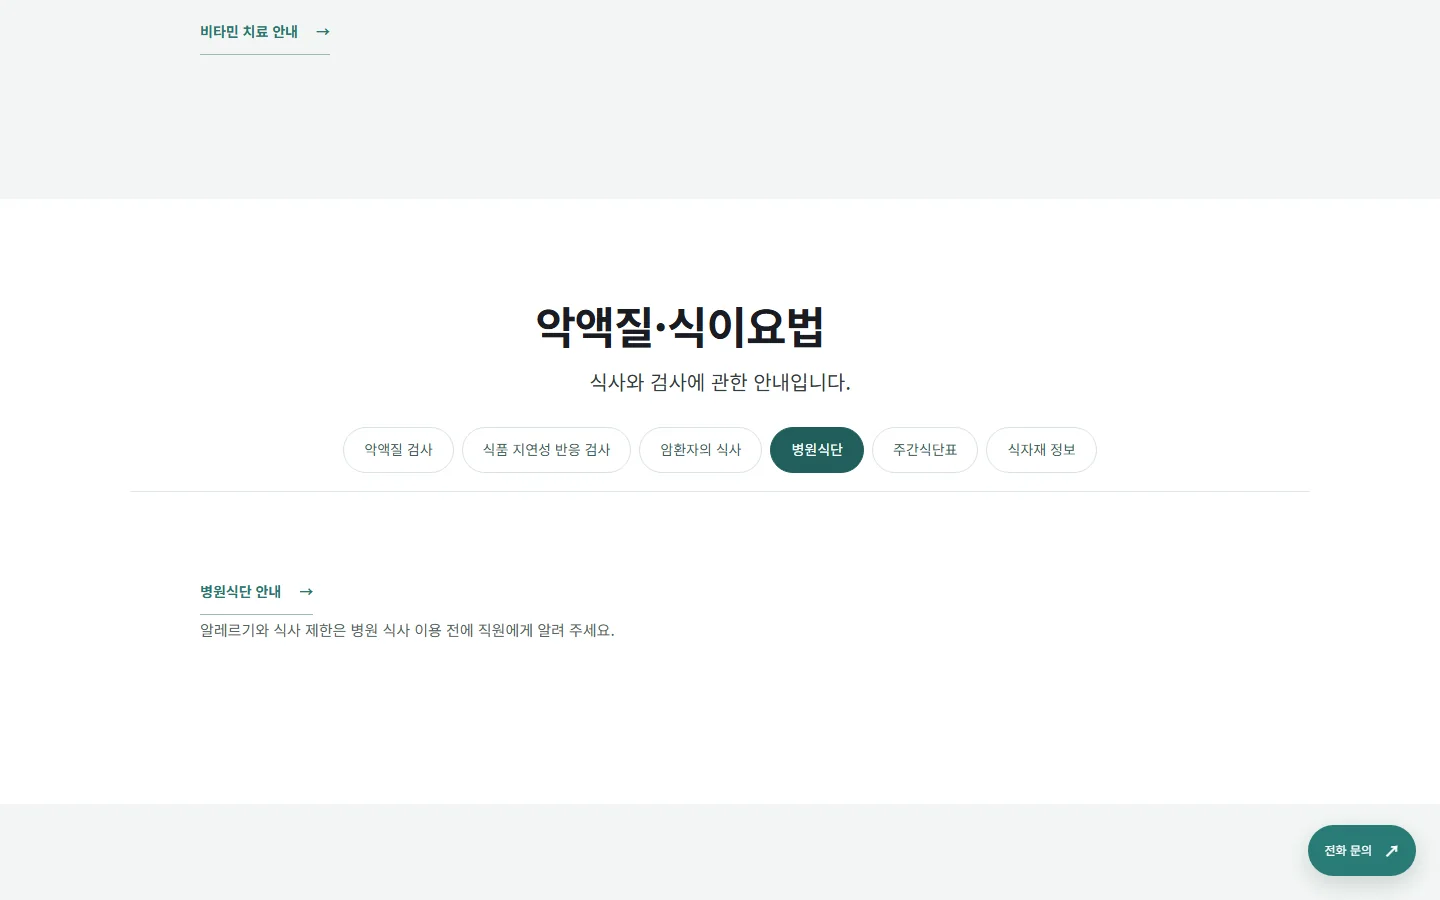 비타민 치료 안내 →
악액질·식이요법
식사와 검사에 관한 안내입니다.
악액질 검사 식품 지연성 반응 검사 암환자의 식사 병원식단 주간식단표 식자재 정보
병원식단 안내 →
알레르기와 식사 제한은 병원 식사 이용 전에 직원에게 알려 주세요.
전화 문의 ↗